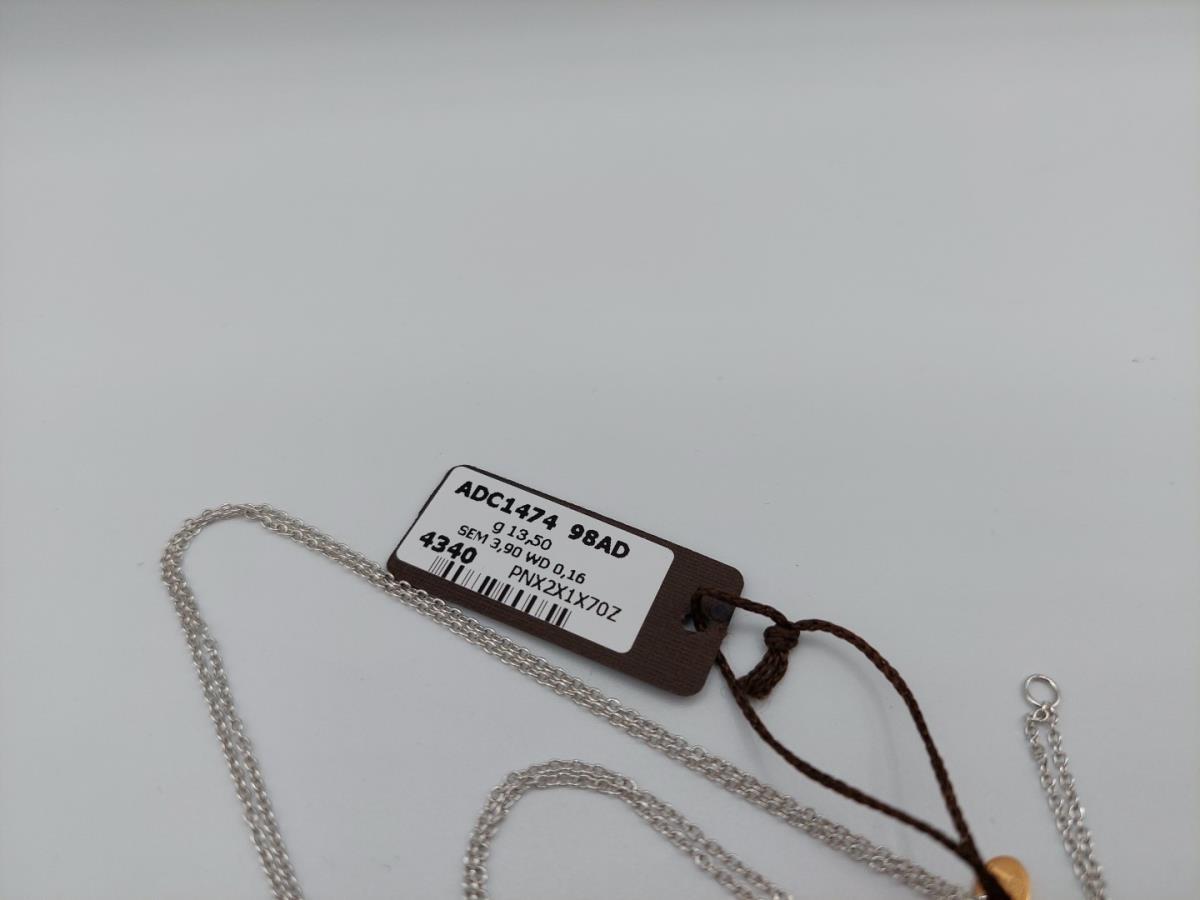 ADC1474 98AD
g 13,50
SEM 3,90 WD 0,16
4340 PNX2X1X70Z